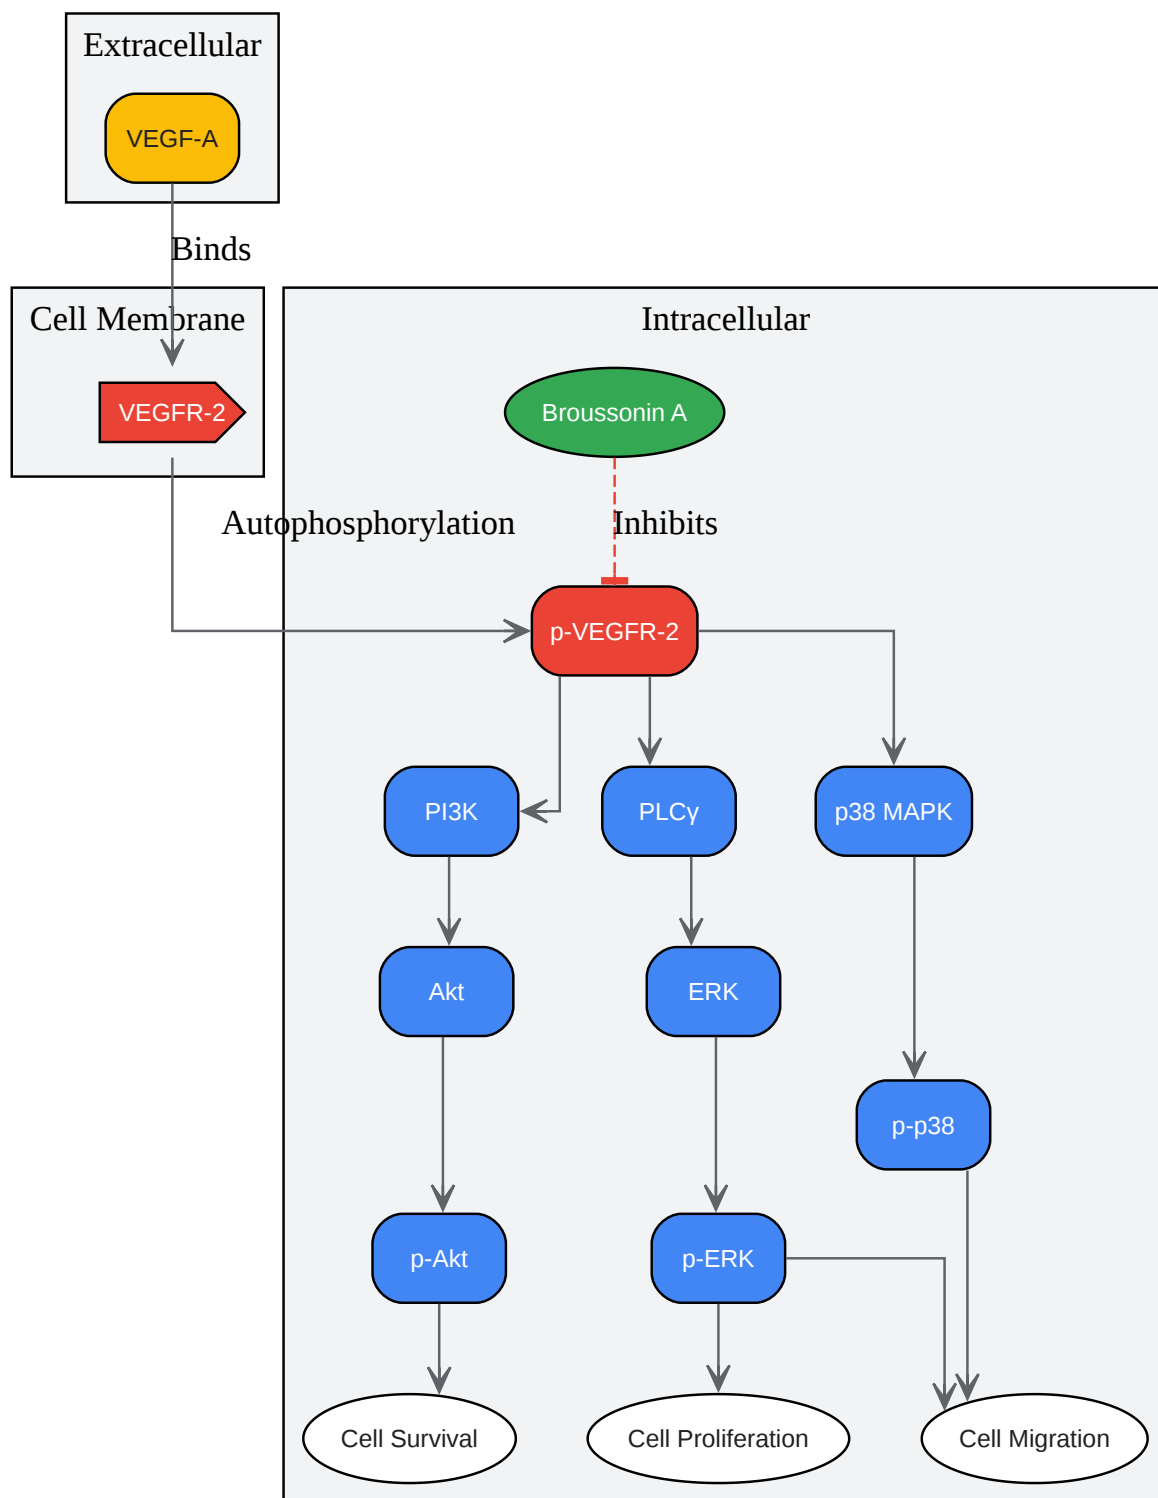 Extracellular
VEGF-A
Binds
Cell Membrane
Intracellular
VEGFR-2
Broussonin A
Autophosphorylation
Inhibits
p-VEGFR-2
PI3K
PLCγ
p38 MAPK
Akt
ERK
p-p38
p-Akt
p-ERK
Cell Survival
Cell Proliferation
Cell Migration